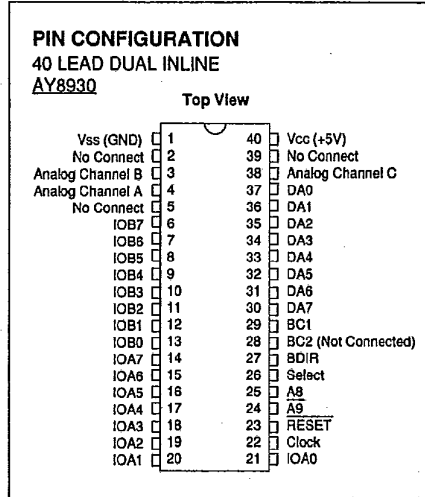 PIN CONFIGURATION
40 LEAD DUAL INLINE
AY8930
Top View
Vss (GND) 1 40 Vcc (+5V)
No Connect 2 39 No Connect
Analog Channel B 3 38 Analog Channel C
Analog Channel A 4 37 DA0
No Connect 5 36 DA1
IOB7 6 35 DA2
IOB6 7 34 DA3
IOB5 8 33 DA4
IOB4 9 32 DA5
IOB3 10 31 DA6
IOB2 11 30 DA7
IOB1 12 29 BC1
IOB0 13 28 BC2 (Not Connected)
IOA7 14 27 BDIR
IOA6 15 26 Select
IOA5 16 25 A8
IOA4 17 24 A9
IOA3 18 23 RESET
IOA2 19 22 Clock
IOA1 20 21 IOA0